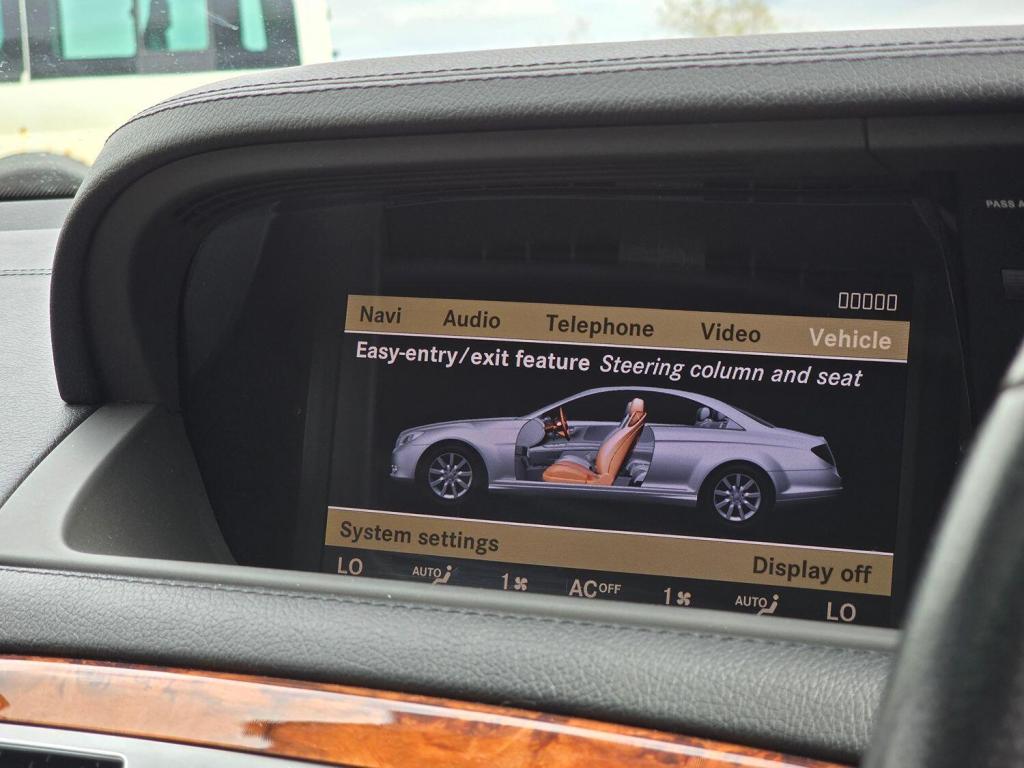 PASS A
Navi Audio Telephone Video Vehicle
Easy-entry/exit feature Steering column and seat
System settings Display off
LO AUTO 1 AC OFF 1 AUTO LO